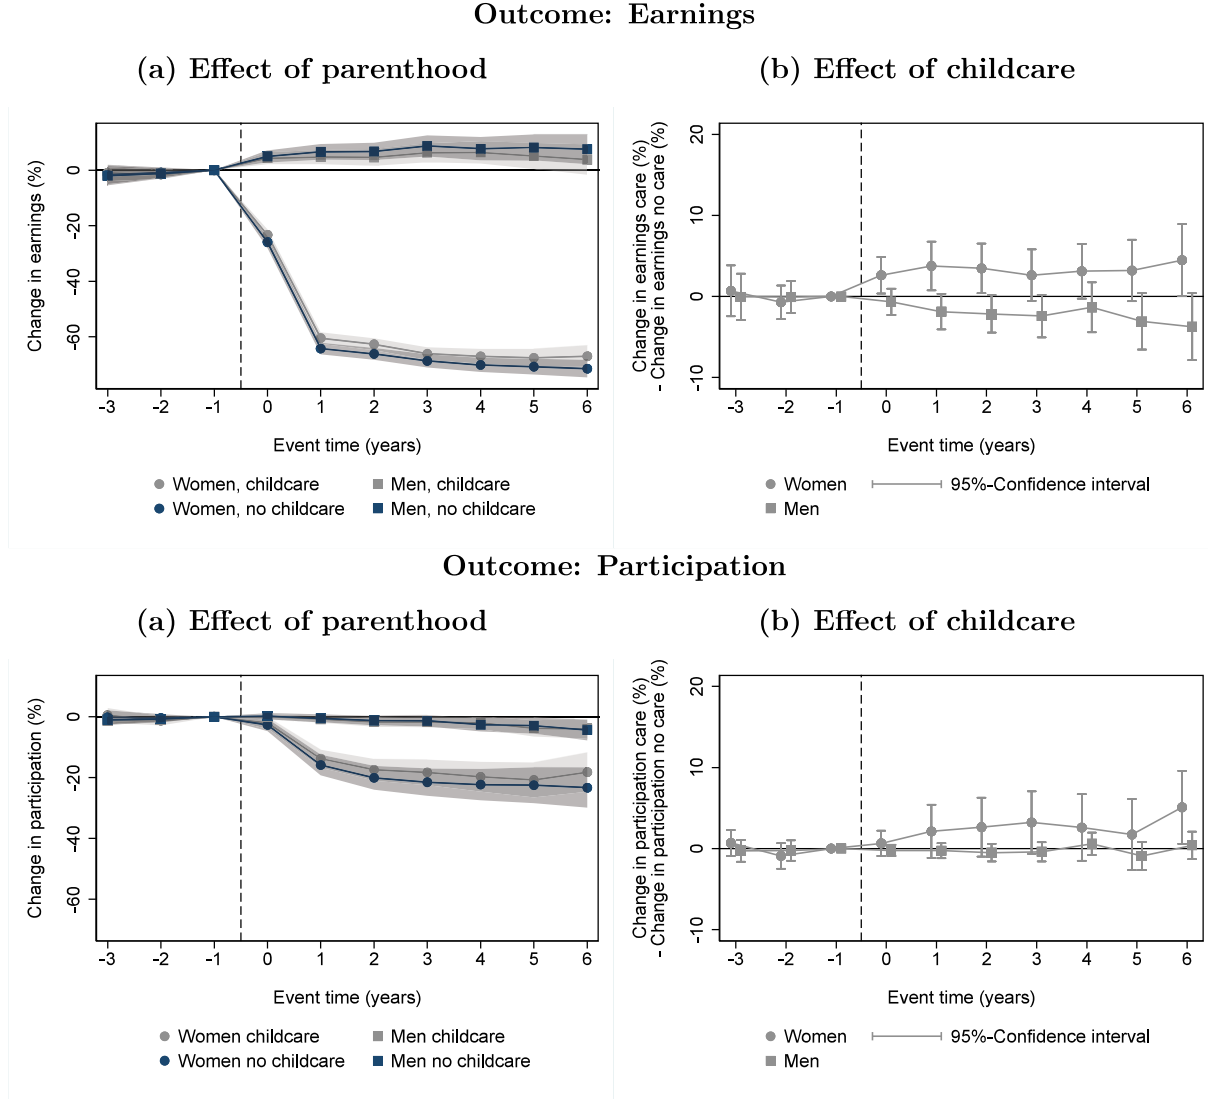 Outcome: Earnings
(a) Effect of parenthood
(b) Effect of childcare
Change in earnings (%)
0
-20
-40
-60
-3 -2 -1 0 1 2 3 4 5 6
Event time (years)
Women, childcare
Men, childcare
Women, no childcare
Men, no childcare
Change in earnings care (%)
- Change in earnings no care (%)
20
10
0
-10
-3 -2 -1 0 1 2 3 4 5 6
Event time (years)
Women
95%-Confidence interval
Men
Outcome: Participation
(a) Effect of parenthood
(b) Effect of childcare
Change in participation (%)
0
-20
-40
-60
-3 -2 -1 0 1 2 3 4 5 6
Event time (years)
Women childcare
Men childcare
Women no childcare
Men no childcare
Change in participation care (%)
- Change in participation no care (%)
20
10
0
-10
-3 -2 -1 0 1 2 3 4 5 6
Event time (years)
Women
95%-Confidence interval
Men